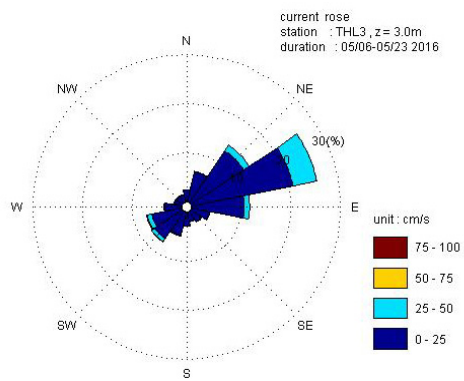 current rose
station : THL3 , z = 3.0m
duration : 05/06-05/23 2016
N
NW
NE
30(%)
0
W
E
unit : cm/s
75 - 100
50 - 75
25 - 50
0 - 25
SW
SE
S